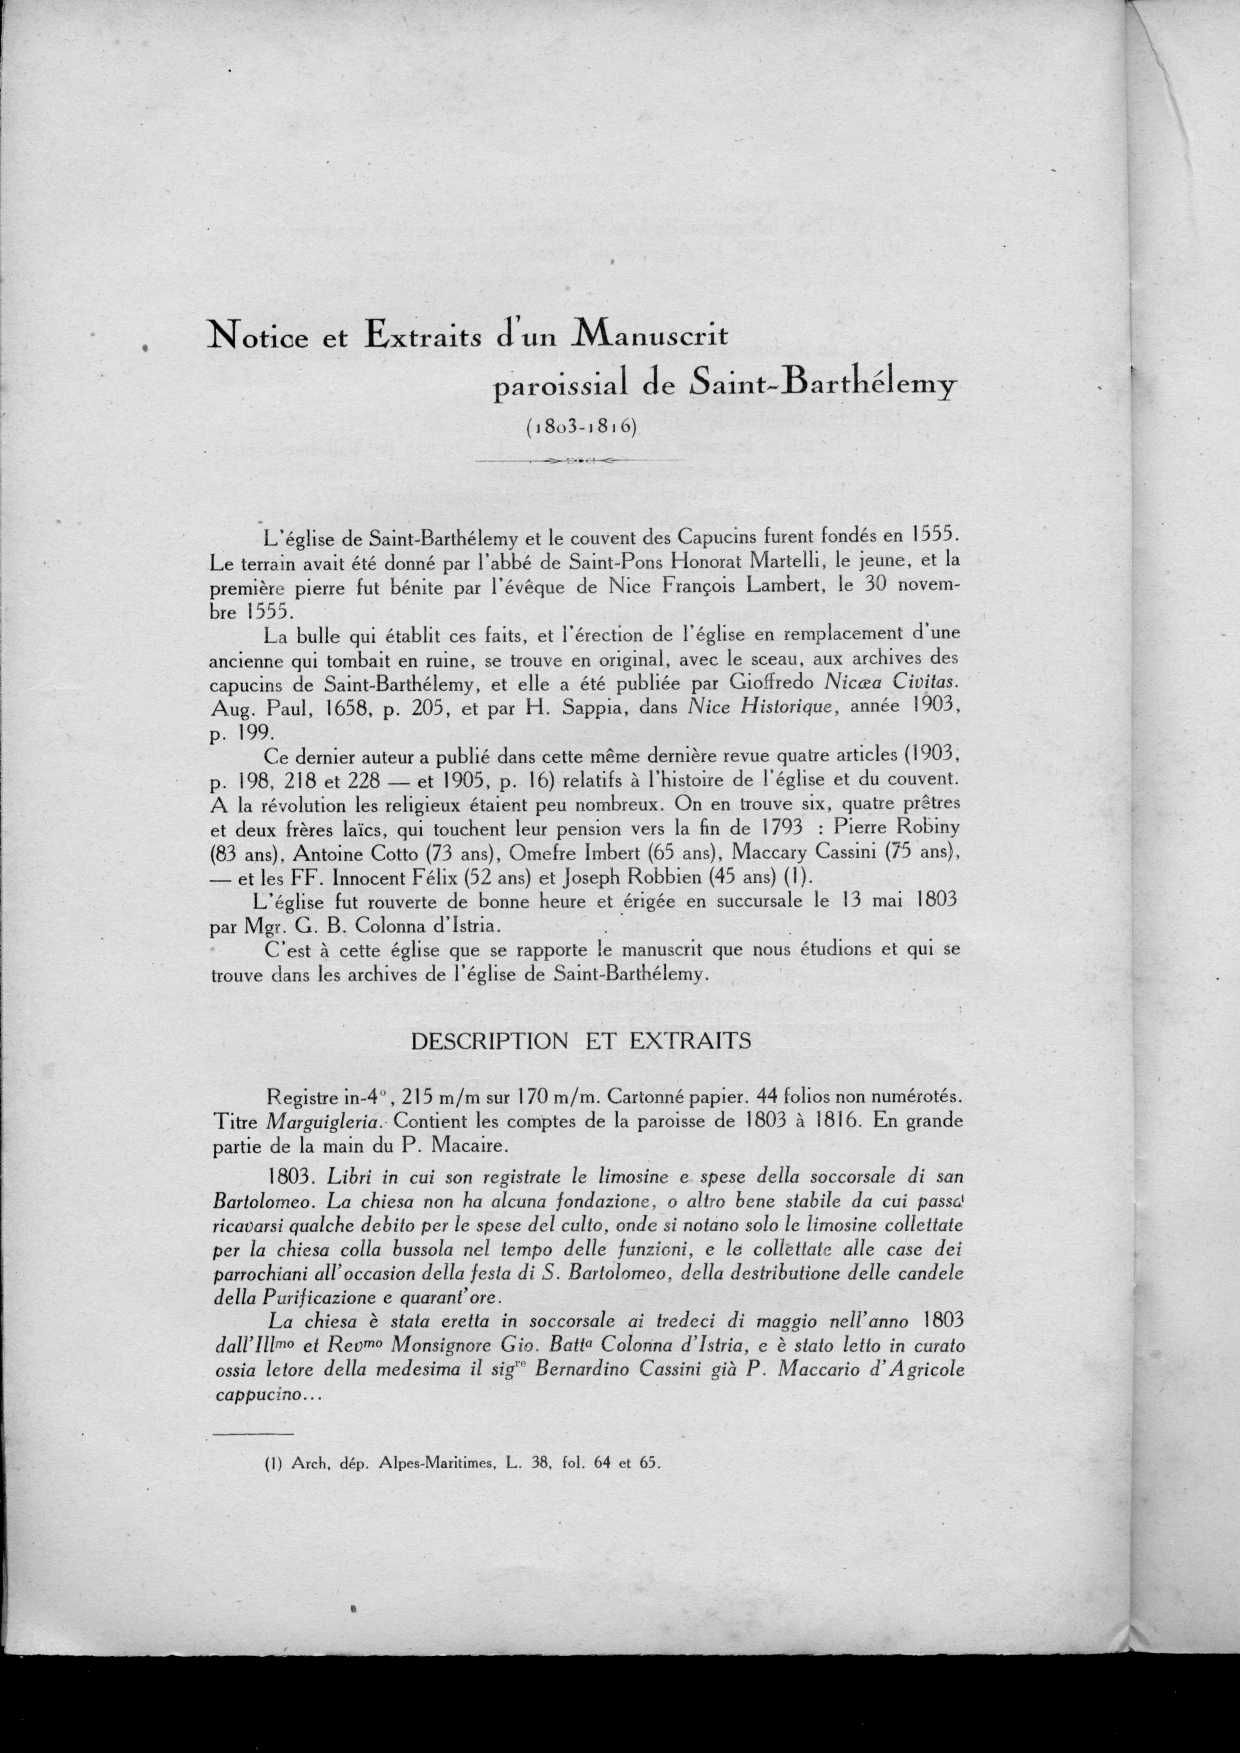 Notice et Extraits d'un Manuscrit
paroissial de Saint-Barthélemy
(1803-1816)
L'église de Saint-Barthélemy et le couvent des Capucins furent fondés en 1555.
Le terrain avait été donné par l'abbé de Saint-Pons Honorat Martelli, le jeune, et la
première pierre fut bénite par l'évêque de Nice François Lambert, le 30 novem-
bre 1555.
La bulle qui établit ces faits, et l'érection de l'église en remplacement d'une
ancienne qui tombait en ruine, se trouve en original, avec le sceau, aux archives des
capucins de Saint-Barthélemy, et elle a été publiée par Gioffredo Nicæa Civitas.
Aug. Paul, 1658, p. 205, et par H. Sappia, dans Nice Historique, année 1903,
p. 199.
Ce dernier auteur a publié dans cette même dernière revue quatre articles (1903,
p. 198, 218 et 228 — et 1905, p. 16) relatifs à l'histoire de l'église et du couvent.
A la révolution les religieux étaient peu nombreux. On en trouve six, quatre prêtres
et deux frères laïcs, qui touchent leur pension vers la fin de 1793 : Pierre Robiny
(83 ans), Antoine Cotto (73 ans), Omefre Imbert (65 ans), Maccary Cassini (75 ans),
— et les FF. Innocent Félix (52 ans) et Joseph Robbien (45 ans) (1).
L'église fut rouverte de bonne heure et érigée en succursale le 13 mai 1803
par Mgr. G. B. Colonna d'Istria.
C'est à cette église que se rapporte le manuscrit que nous étudions et qui se
trouve dans les archives de l'église de Saint-Barthélemy.
DESCRIPTION ET EXTRAITS
Registre in-4°, 215 m/m sur 170 m/m. Cartonné papier. 44 folios non numérotés.
Titre Marguigleria. Contient les comptes de la paroisse de 1803 à 1816. En grande
partie de la main du P. Macaire.
1803. Libri in cui son registrate le limosine e spese della soccorsale di san
Bartolomeo. La chiesa non ha alcuna fondazione, o altro bene stabile da cui passa
ricavarsi qualche debito per le spese del culto, onde si notano solo le limosine collettate
per la chiesa colla bussola nel tempo delle funzioni, e le collettate alle case dei
parrochiani all'occasion della festa di S. Bartolomeo, della destributione delle candele
della Purificazione e quarant'ore.
La chiesa è stata eretta in soccorsale ai tredeci di maggio nell'anno 1803
dall'Illmo et Revmo Monsignore Gio. Batta Colonna d'Istria, e è stato letto in curato
ossia letore della medesima il sigre Bernardino Cassini già P. Maccario d'Agricole
cappucino...
(1) Arch, dép. Alpes-Maritimes, L. 38, fol. 64 et 65.